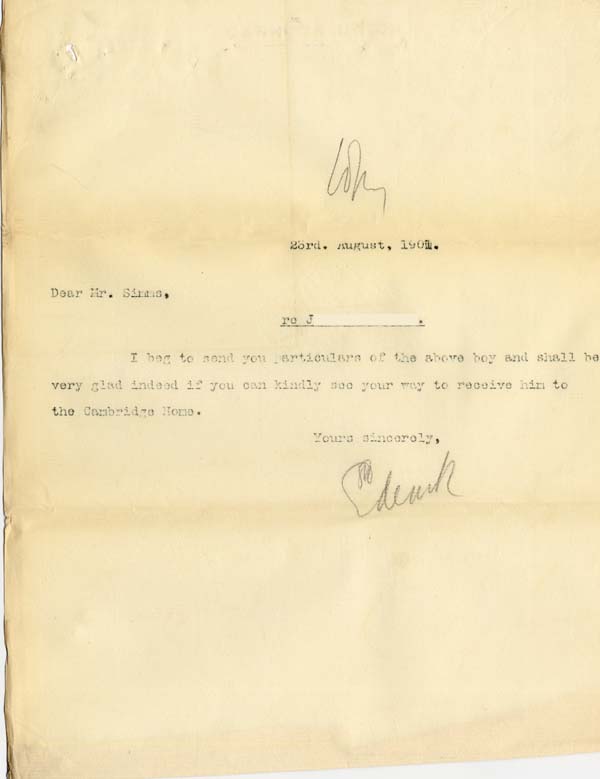 Copy
23rd. August, 1901.
Dear Mr. Simms,
re J .
I beg to send you particulars of the above boy and shall be
very glad indeed if you can kindly see your way to receive him to
the Cambridge Home.
Yours sincerely,